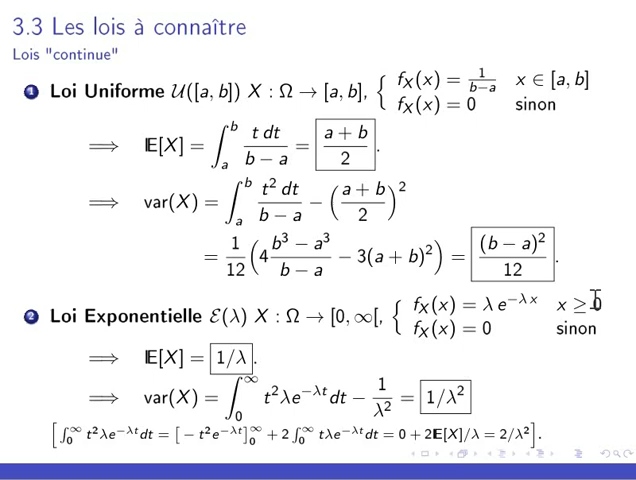 3.3 Les lois à connaître
Lois "continue"
1 Loi Uniforme 𝒰([a, b]) X : Ω → [a, b], { f_X(x) = 1/(b−a) x ∈ [a, b]
f_X(x) = 0 sinon
⟹ 𝔼[X] = ∫_a^b t dt/(b − a) = (a + b)/2.
⟹ var(X) = ∫_a^b t² dt/(b − a) − ((a + b)/2)²
= 1/12 (4 (b³ − a³)/(b − a) − 3(a + b)²) = (b − a)²/12.
2 Loi Exponentielle ℰ(λ) X : Ω → [0, ∞[, { f_X(x) = λ e^{−λx} x ≥ 0
f_X(x) = 0 sinon
⟹ 𝔼[X] = 1/λ.
⟹ var(X) = ∫_0^∞ t²λe^{−λt}dt − 1/λ² = 1/λ²
[∫_0^∞ t²λe^{−λt}dt = [− t²e^{−λt}]_0^∞ + 2 ∫_0^∞ tλe^{−λt}dt = 0 + 2𝔼[X]/λ = 2/λ²].